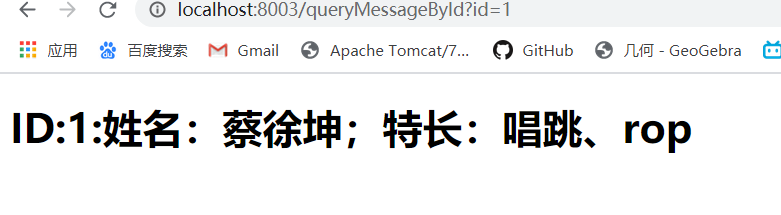 localhost:8003/queryMessageById?id=1
应用 百度搜索 Gmail Apache Tomcat/7... GitHub 几何 - GeoGebra
ID:1:姓名：蔡徐坤；特长：唱跳、rop